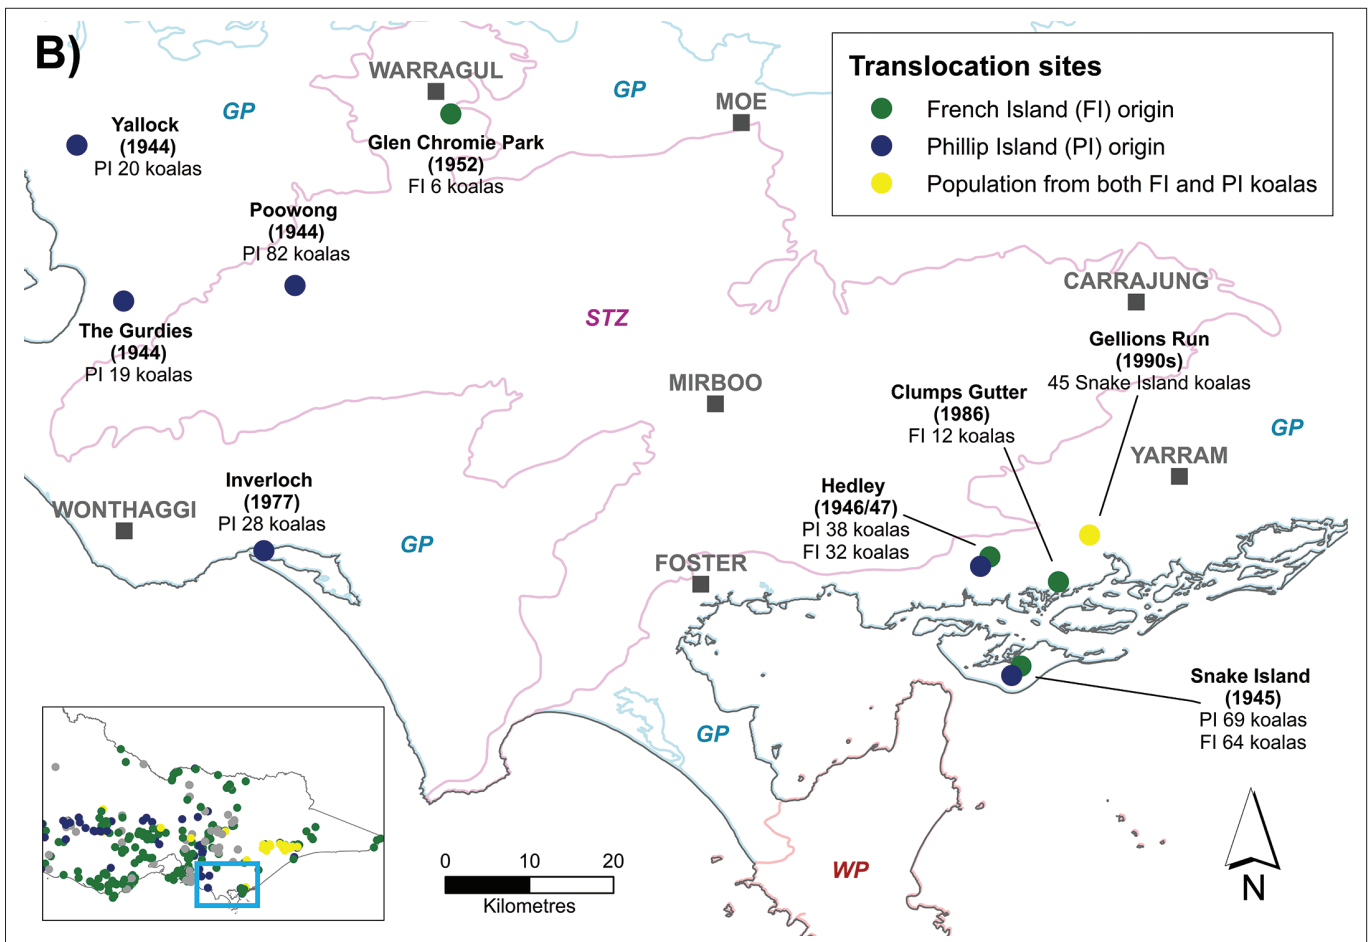 B)
Translocation sites
French Island (FI) origin
Phillip Island (PI) origin
Population from both FI and PI koalas
WARRAGUL
GP
GP
MOE
Yallock
(1944)
PI 20 koalas
Glen Chromie Park
(1952)
FI 6 koalas
Poowong
(1944)
PI 82 koalas
CARRAJUNG
The Gurdies
(1944)
PI 19 koalas
STZ
Gellions Run
(1990s)
45 Snake Island koalas
MIRBOO
Clumps Gutter
(1986)
FI 12 koalas
GP
YARRAM
Inverloch
(1977)
PI 28 koalas
WONTHAGGI
Hedley
(1946/47)
PI 38 koalas
FI 32 koalas
GP
FOSTER
Snake Island
(1945)
PI 69 koalas
FI 64 koalas
GP
WP
0 10 20
Kilometres
N